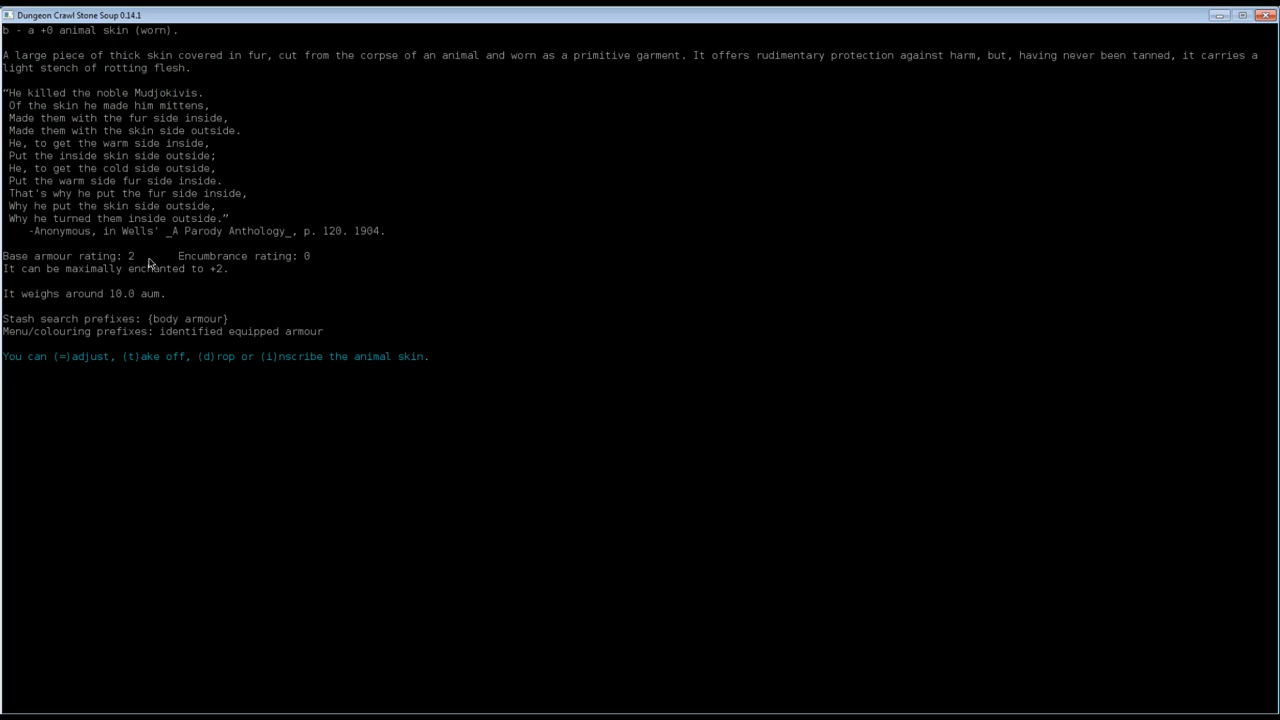 Dungeon Crawl Stone Soup 0.14.1
b - a +0 animal skin (worn).
A large piece of thick skin covered in fur, cut from the corpse of an animal and worn as a primitive garment. It offers rudimentary protection against harm, but, having never been tanned, it carries a
light stench of rotting flesh.
“He killed the noble Mudjokivis.
Of the skin he made him mittens,
Made them with the fur side inside,
Made them with the skin side outside.
He, to get the warm side inside,
Put the inside skin side outside;
He, to get the cold side outside,
Put the warm side fur side inside.
That's why he put the fur side inside,
Why he put the skin side outside,
Why he turned them inside outside.”
-Anonymous, in Wells' _A Parody Anthology_, p. 120. 1904.
Base armour rating: 2 Encumbrance rating: 0
It can be maximally enchanted to +2.
It weighs around 10.0 aum.
Stash search prefixes: {body armour}
Menu/colouring prefixes: identified equipped armour
You can (=)adjust, (t)ake off, (d)rop or (i)nscribe the animal skin.